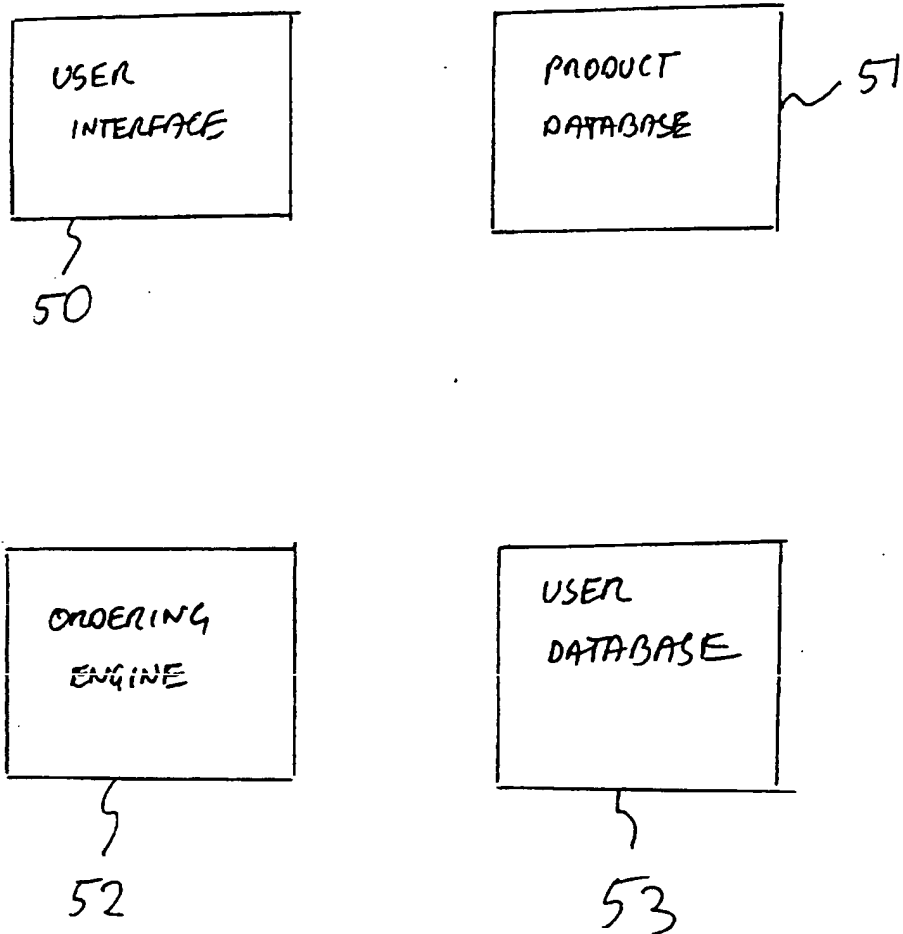 USER
INTERFACE
50
PRODUCT
DATABASE
51
ORDERING
ENGINE
52
USER
DATABASE
53